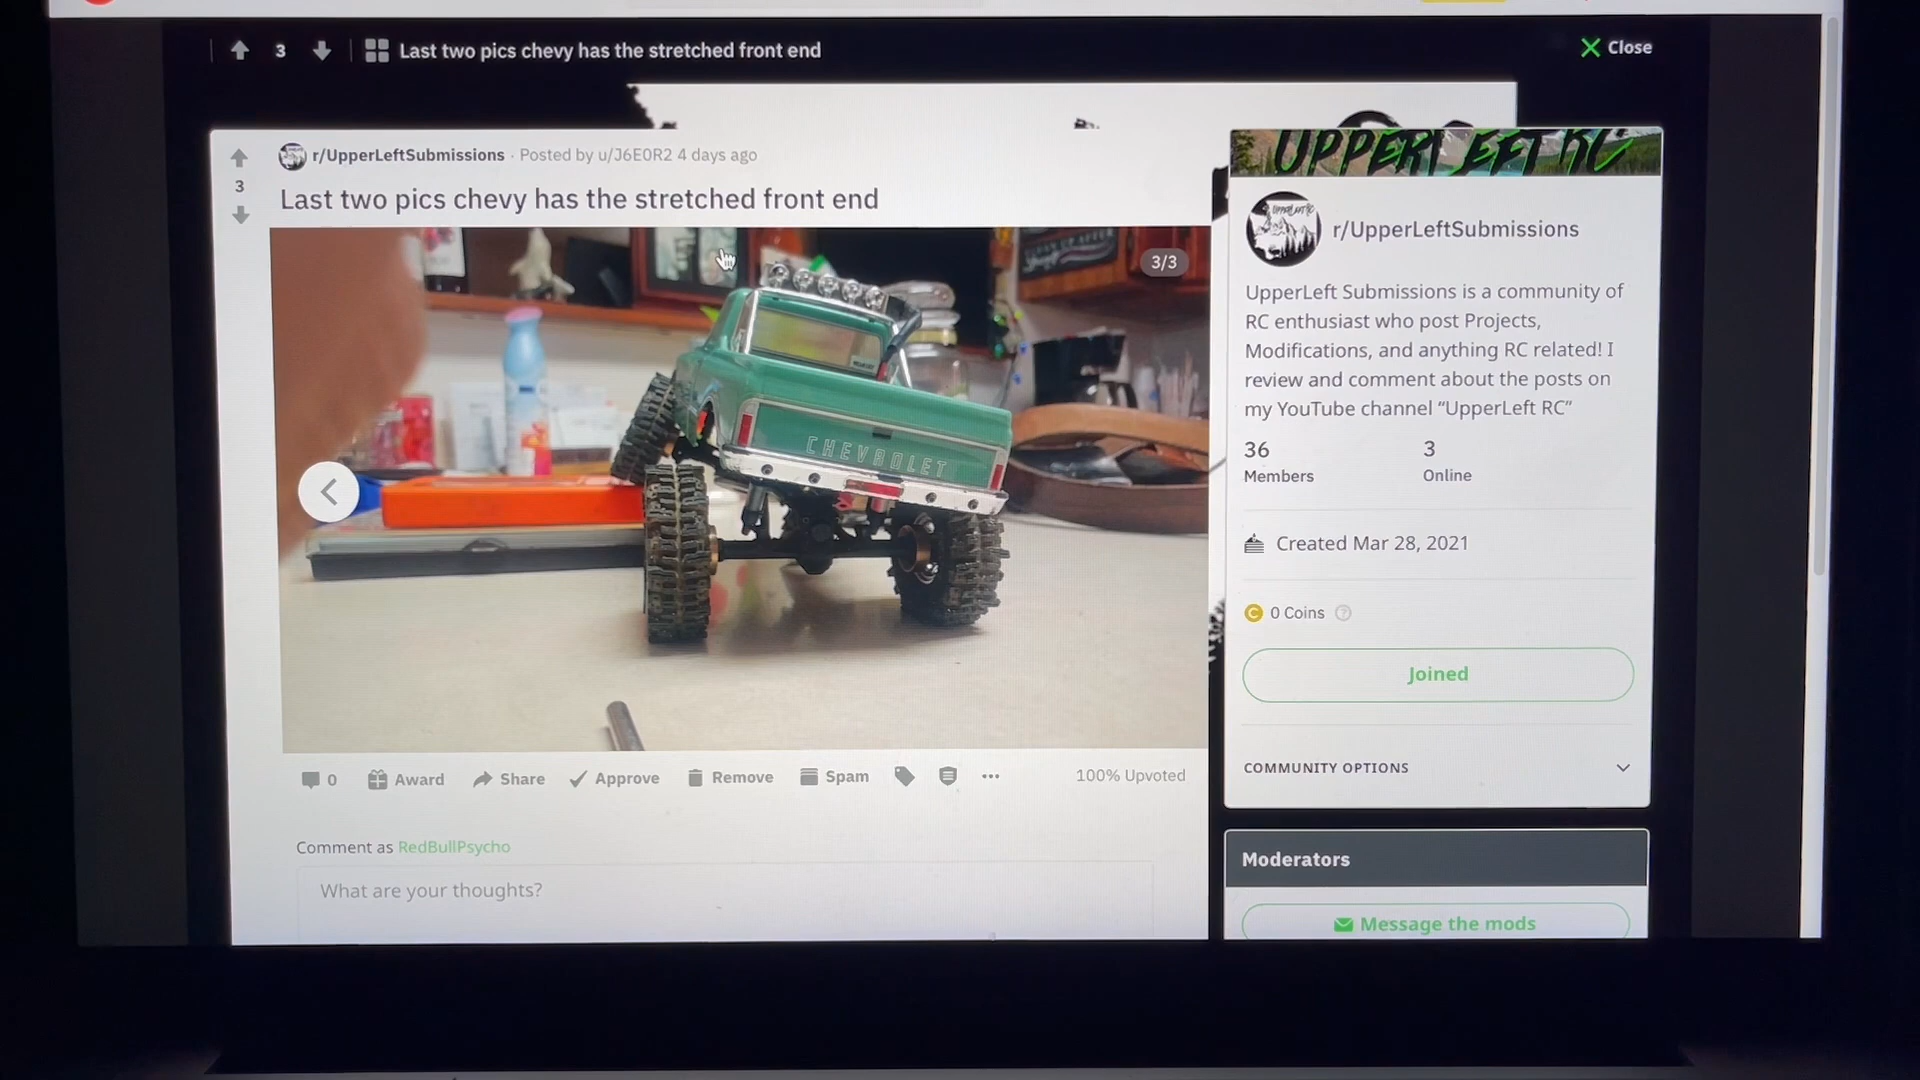 3
Last two pics chevy has the stretched front end
Close
r/UpperLeftSubmissions · Posted by u/J6E0R2 4 days ago
3
Last two pics chevy has the stretched front end
3/3
CHEVROLET
0
Award
Share
Approve
Remove
Spam
100% Upvoted
Comment as RedBullPsycho
What are your thoughts?
UPPERLEFT RC
r/UpperLeftSubmissions
UpperLeft Submissions is a community of
RC enthusiast who post Projects,
Modifications, and anything RC related! I
review and comment about the posts on
my YouTube channel “UpperLeft RC”
36
Members
3
Online
Created Mar 28, 2021
C 0 Coins ?
Joined
COMMUNITY OPTIONS
Moderators
Message the mods